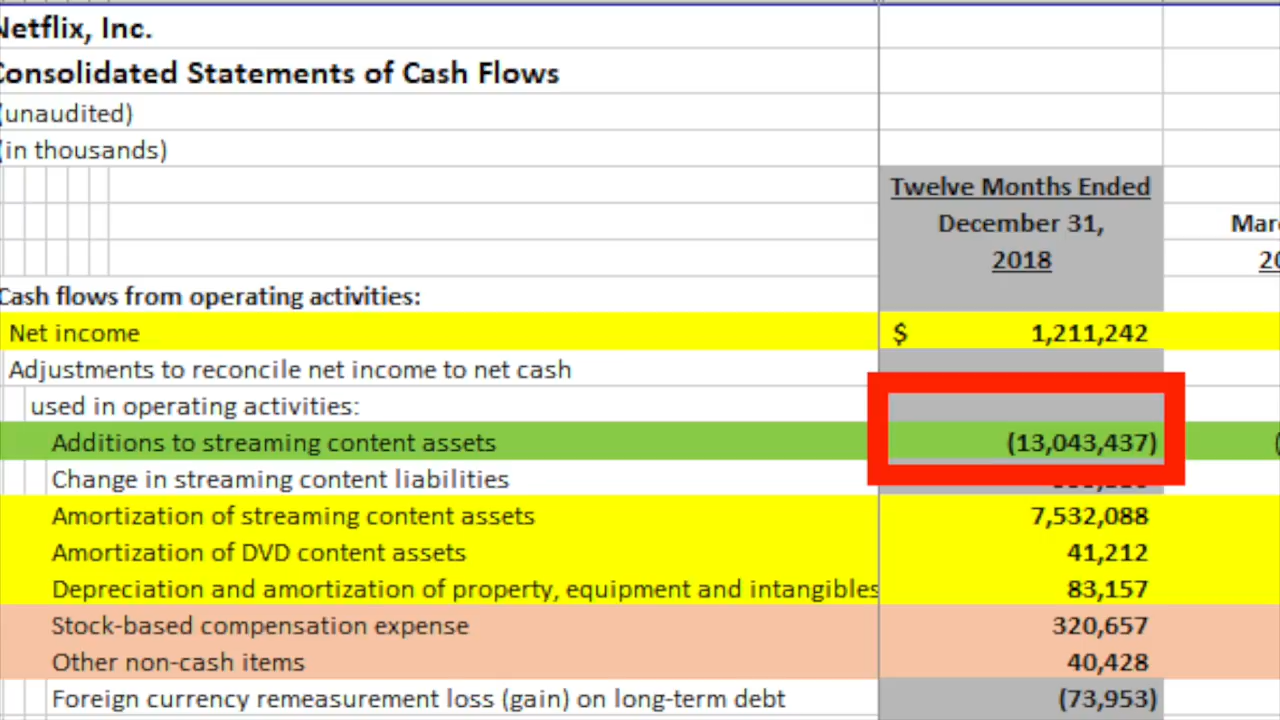 Netflix, Inc.
Consolidated Statements of Cash Flows
(unaudited)
(in thousands)
Twelve Months Ended
December 31,
2018
Cash flows from operating activities:
Net income $ 1,211,242
Adjustments to reconcile net income to net cash
used in operating activities:
Additions to streaming content assets (13,043,437)
Change in streaming content liabilities
Amortization of streaming content assets 7,532,088
Amortization of DVD content assets 41,212
Depreciation and amortization of property, equipment and intangibles 83,157
Stock-based compensation expense 320,657
Other non-cash items 40,428
Foreign currency remeasurement loss (gain) on long-term debt (73,953)